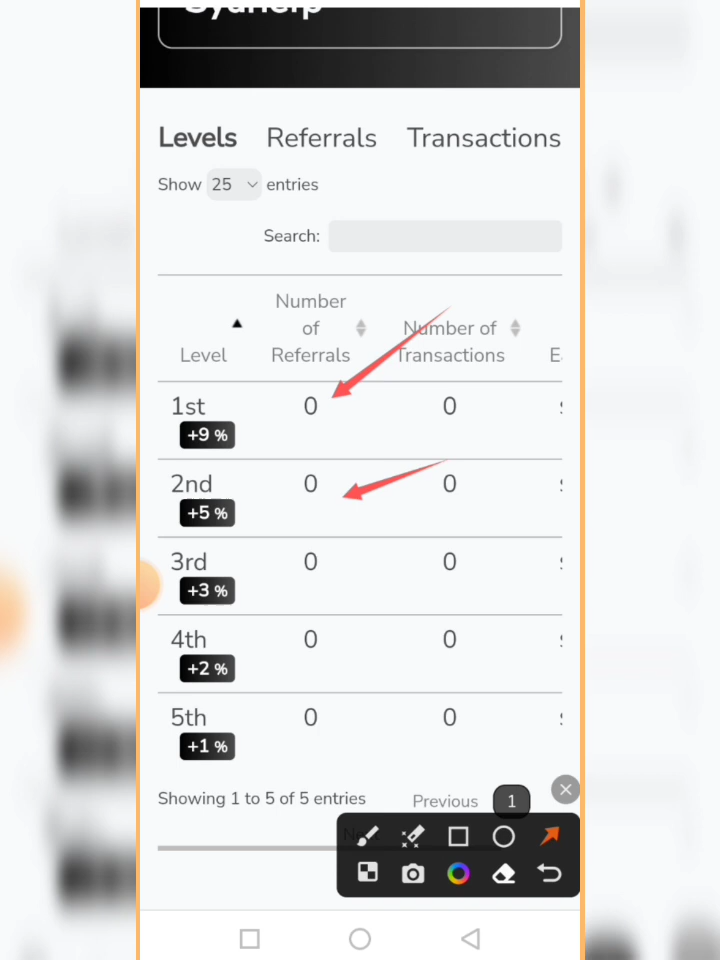 Levels Referrals Transactions
Show 25 entries
Search:
Number of Referrals
Number of Transactions
Level
1st 0 0
+9 %
2nd 0 0
+5 %
3rd 0 0
+3 %
4th 0 0
+2 %
5th 0 0
+1 %
Showing 1 to 5 of 5 entries
Previous 1